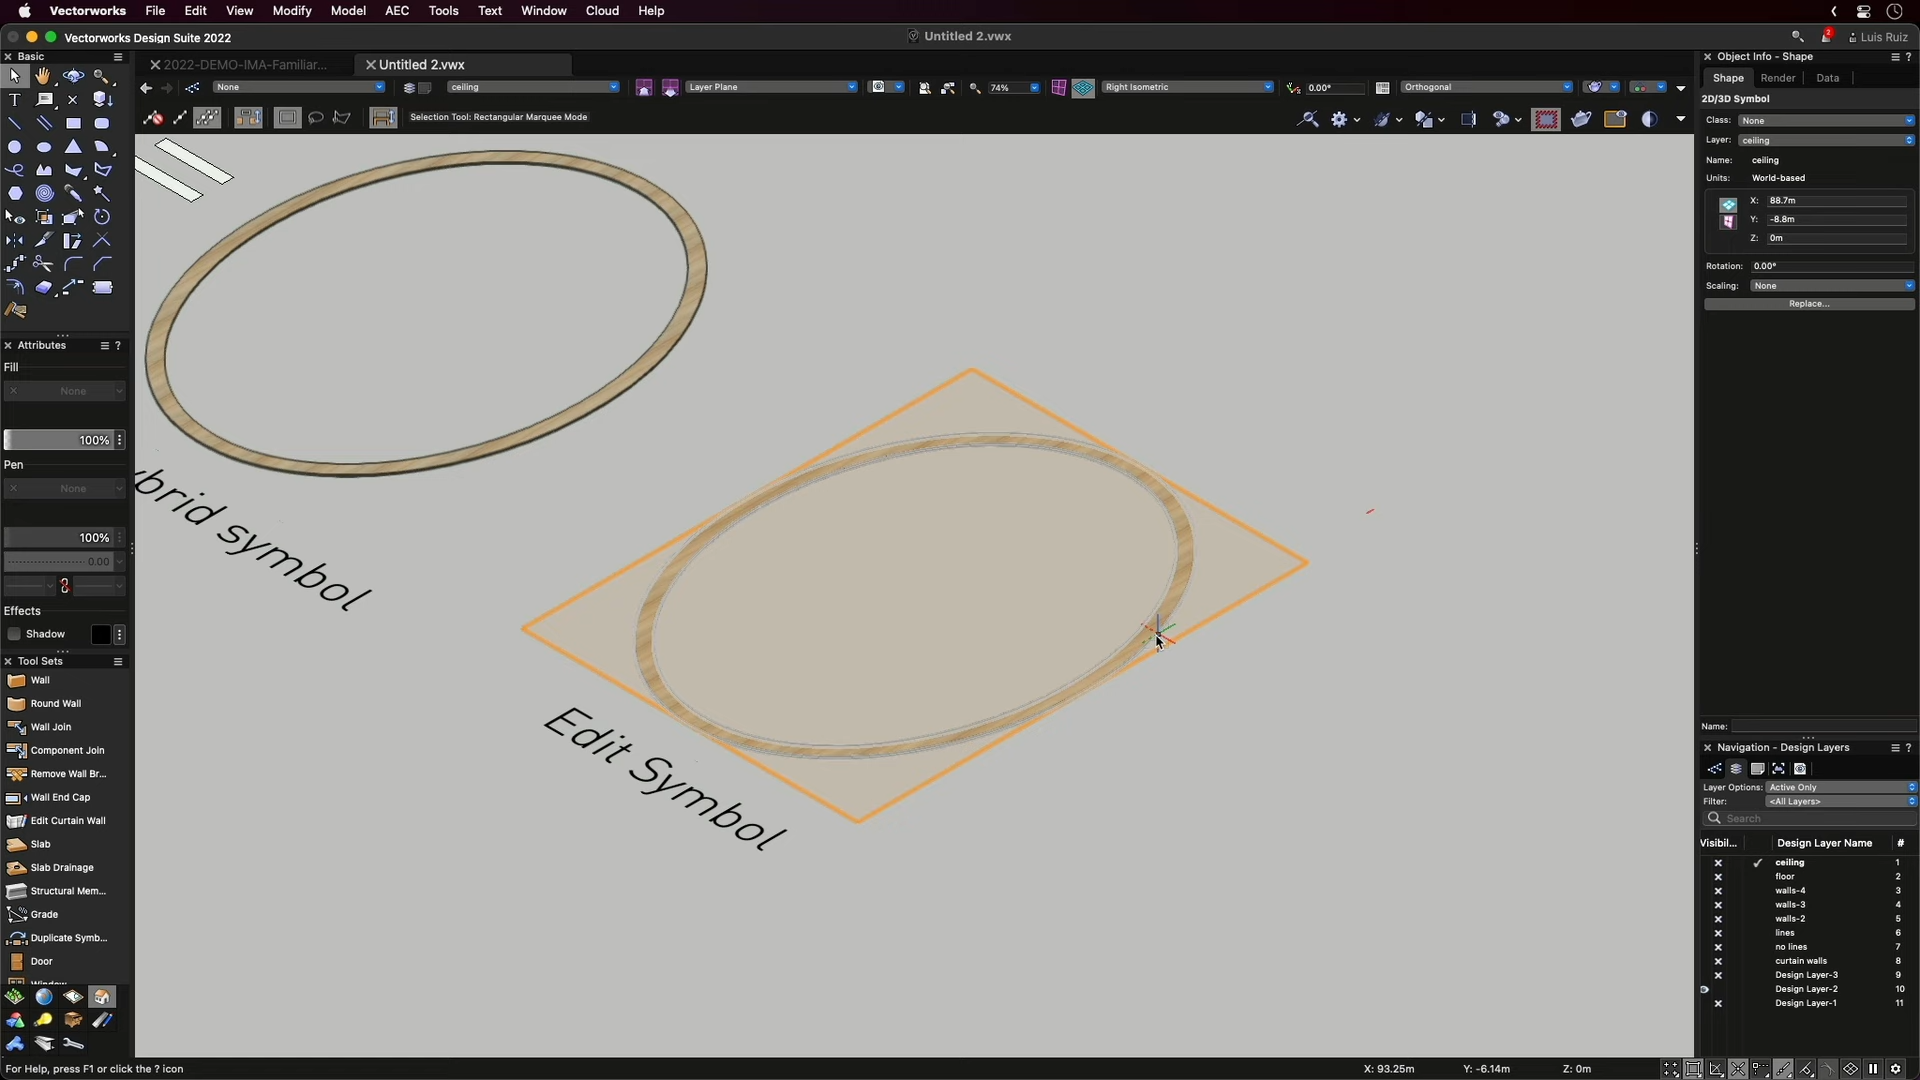 Vectorworks File Edit View Modify Model AEC Tools Text Window Cloud Help
Vectorworks Design Suite 2022
Untitled 2.vwx
2
Luis Ruiz
Basic
2022-DEMO-IMA-Familiar...
Untitled 2.vwx
Object Info - Shape
None
ceiling
Layer Plane
74%
Right Isometric
0.00°
Orthogonal
Selection Tool: Rectangular Marquee Mode
Shape Render Data
2D/3D Symbol
Class: None
Layer: ceiling
Name: ceiling
Units: World-based
X: 88.7m
Y: -8.8m
Z: 0m
Rotation: 0.00°
Scaling: None
Replace...
Attributes
Fill
None
100%
Pen
None
100%
0.00
Effects
Shadow
Tool Sets
Wall
Round Wall
Wall Join
Component Join
Remove Wall Br...
Wall End Cap
Edit Curtain Wall
Slab
Slab Drainage
Structural Mem...
Grade
Duplicate Symb...
Door
Window
ybrid symbol
Edit Symbol
Name:
Navigation - Design Layers
Layer Options: Active Only
Filter: <All Layers>
Search
Visibil... Design Layer Name #
ceiling 1
floor 2
walls-4 3
walls-3 4
walls-2 5
lines 6
no lines 7
curtain walls 8
Design Layer-3 9
Design Layer-2 10
Design Layer-1 11
For Help, press F1 or click the ? icon
X: 93.25m Y: -6.14m Z: 0m